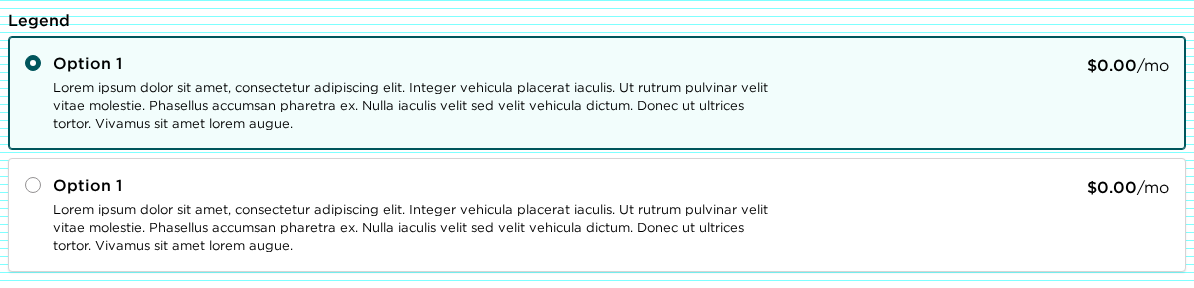 Legend
Option 1
$0.00/mo
Lorem ipsum dolor sit amet, consectetur adipiscing elit. Integer vehicula placerat iaculis. Ut rutrum pulvinar velit
vitae molestie. Phasellus accumsan pharetra ex. Nulla iaculis velit sed velit vehicula dictum. Donec ut ultrices
tortor. Vivamus sit amet lorem augue.
Option 1
$0.00/mo
Lorem ipsum dolor sit amet, consectetur adipiscing elit. Integer vehicula placerat iaculis. Ut rutrum pulvinar velit
vitae molestie. Phasellus accumsan pharetra ex. Nulla iaculis velit sed velit vehicula dictum. Donec ut ultrices
tortor. Vivamus sit amet lorem augue.